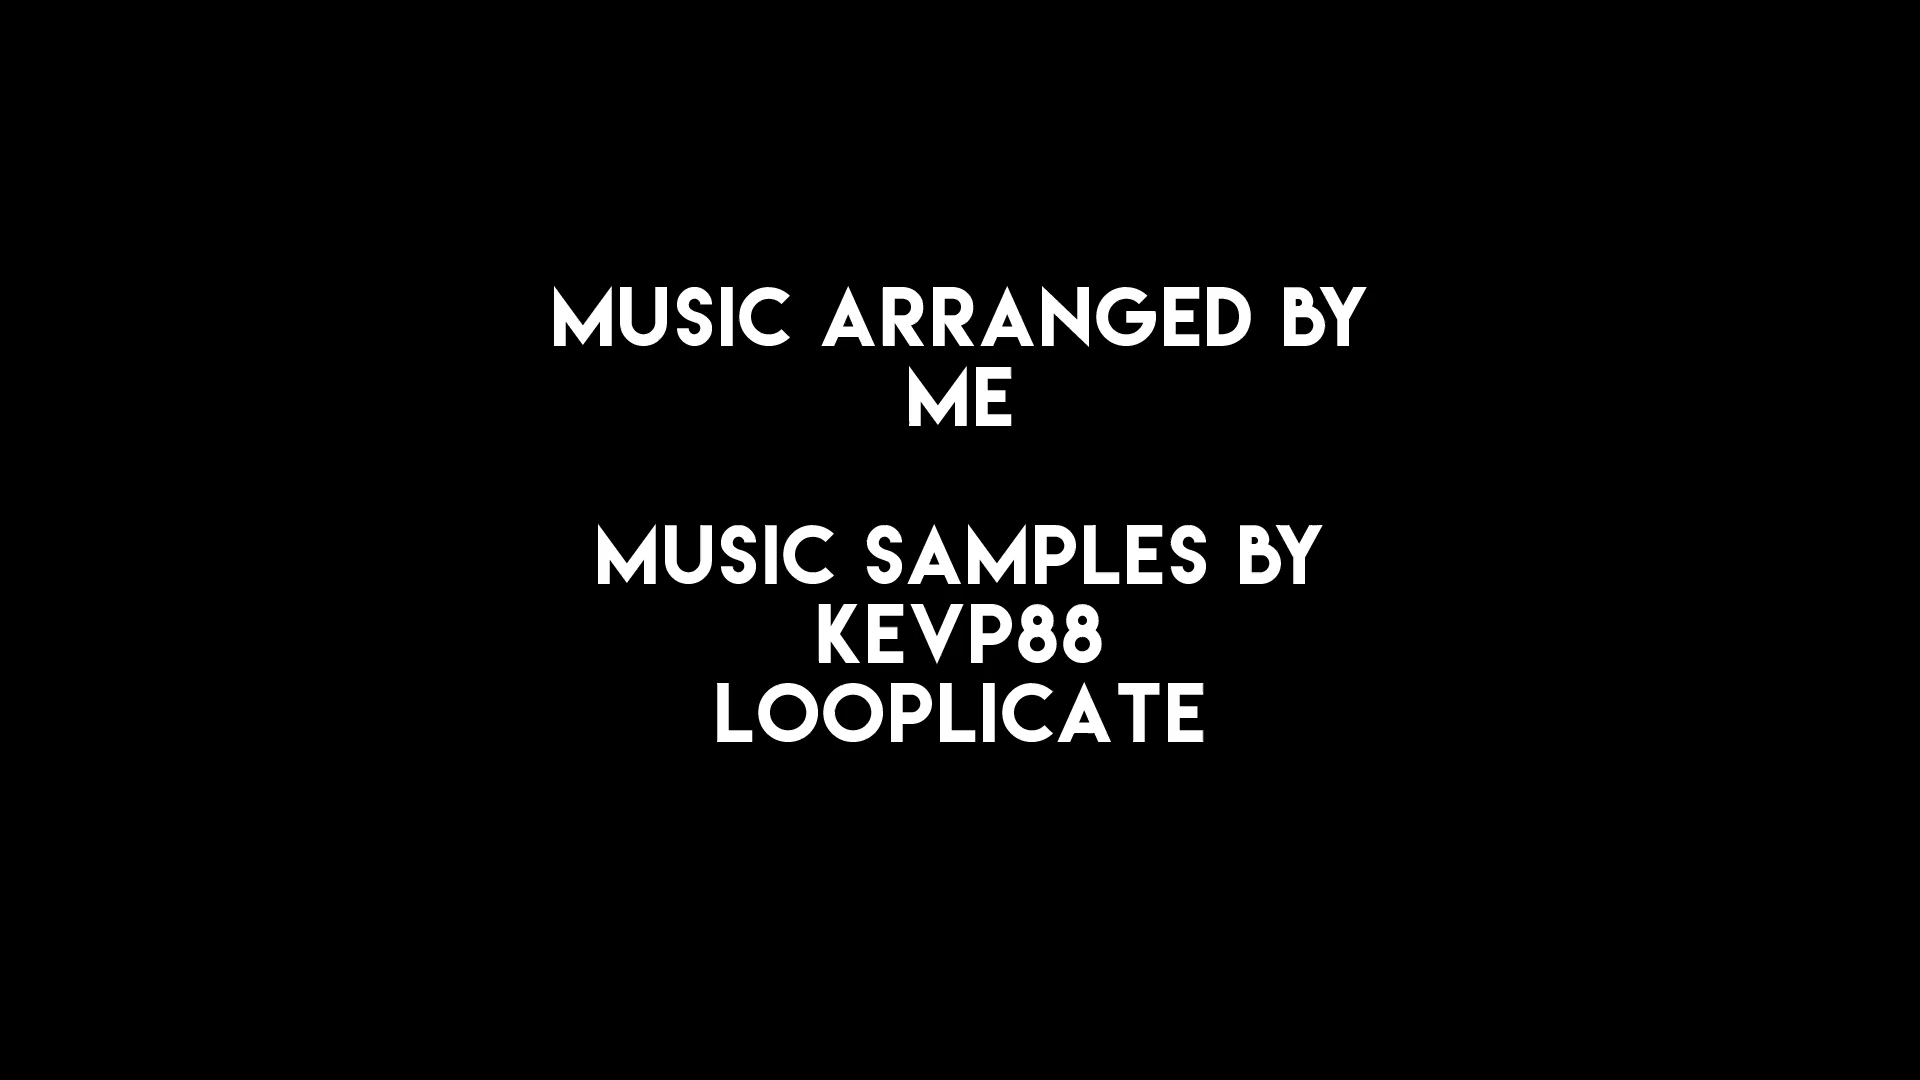 MUSIC ARRANGED BY
ME
MUSIC SAMPLES BY
KEVP88
LOOPLICATE